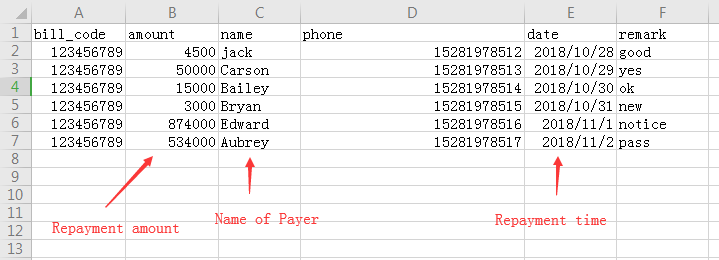 A B C D E F
1 bill_code amount name phone date remark
2 123456789 4500 jack 15281978512 2018/10/28 good
3 123456789 50000 Carson 15281978513 2018/10/29 yes
4 123456789 15000 Bailey 15281978514 2018/10/30 ok
5 123456789 3000 Bryan 15281978515 2018/10/31 new
6 123456789 874000 Edward 15281978516 2018/11/1 notice
7 123456789 534000 Aubrey 15281978517 2018/11/2 pass
8
9
10
11 Name of Payer Repayment time
12 Repayment amount
13